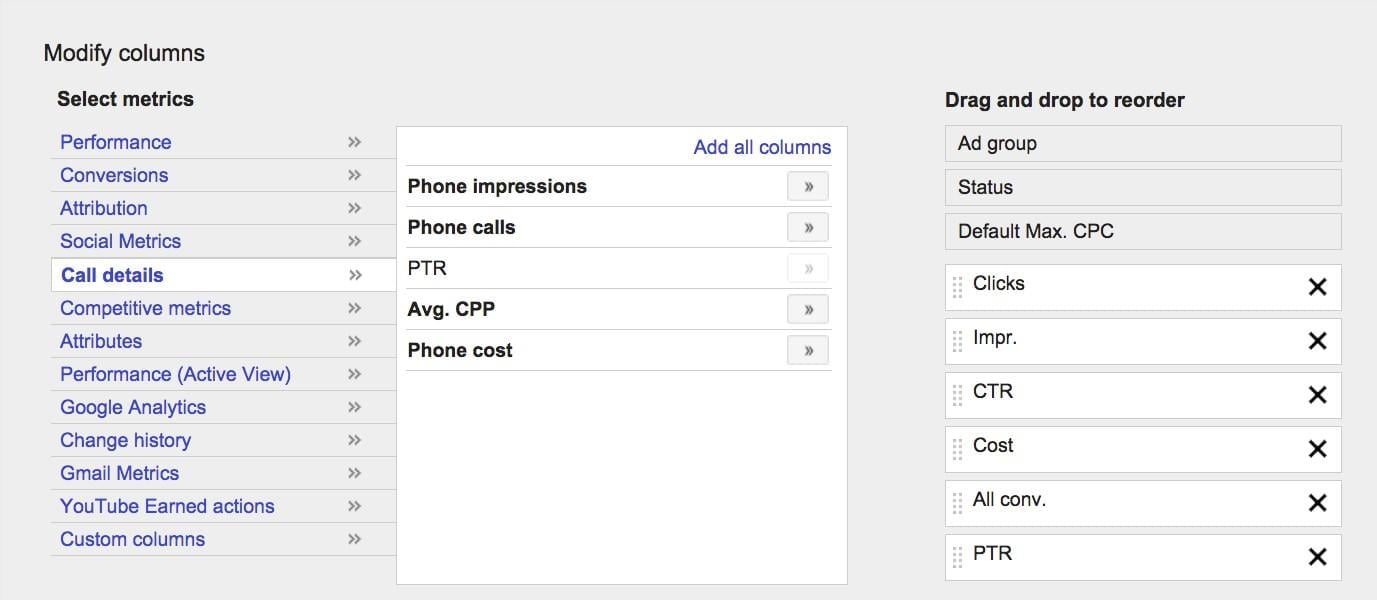 Modify columns
Select metrics
Performance »
Conversions »
Attribution »
Social Metrics »
Call details »
Competitive metrics »
Attributes »
Performance (Active View) »
Google Analytics »
Change history »
Gmail Metrics »
YouTube Earned actions »
Custom columns »
Add all columns
Phone impressions »
Phone calls »
PTR »
Avg. CPP »
Phone cost »
Drag and drop to reorder
Ad group
Status
Default Max. CPC
Clicks
Impr.
CTR
Cost
All conv.
PTR